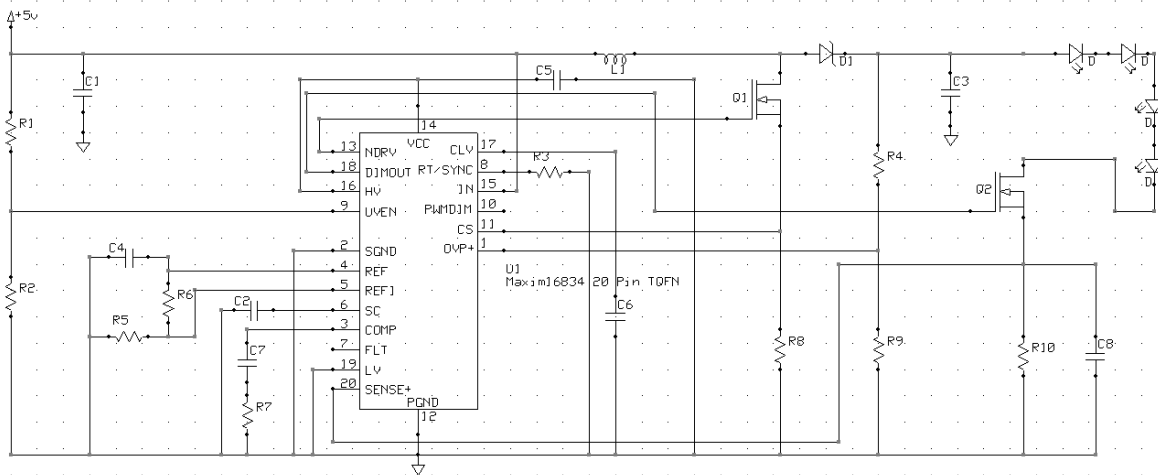 +5v
C1
L1
D1
D
D
C5
C3
Q1
D
R1
14
VCC
13 NDRV
CLV 17
R3
18 DIMOUT
RT/SYNC 8
R4
16 HV
IN 15
D
Q2
9 UVEN
PWMDIM 10
CS 11
2 SGND
OVP+ 1
C4
4 REF
U1
Maxim16834 20 Pin TQFN
R2
R6
5 REFI
C2
6 SC
C6
R5
3 COMP
C7
7 FLT
R8
R9
R10
C8
19 LV
20 SENSE+
R7
PGND
12